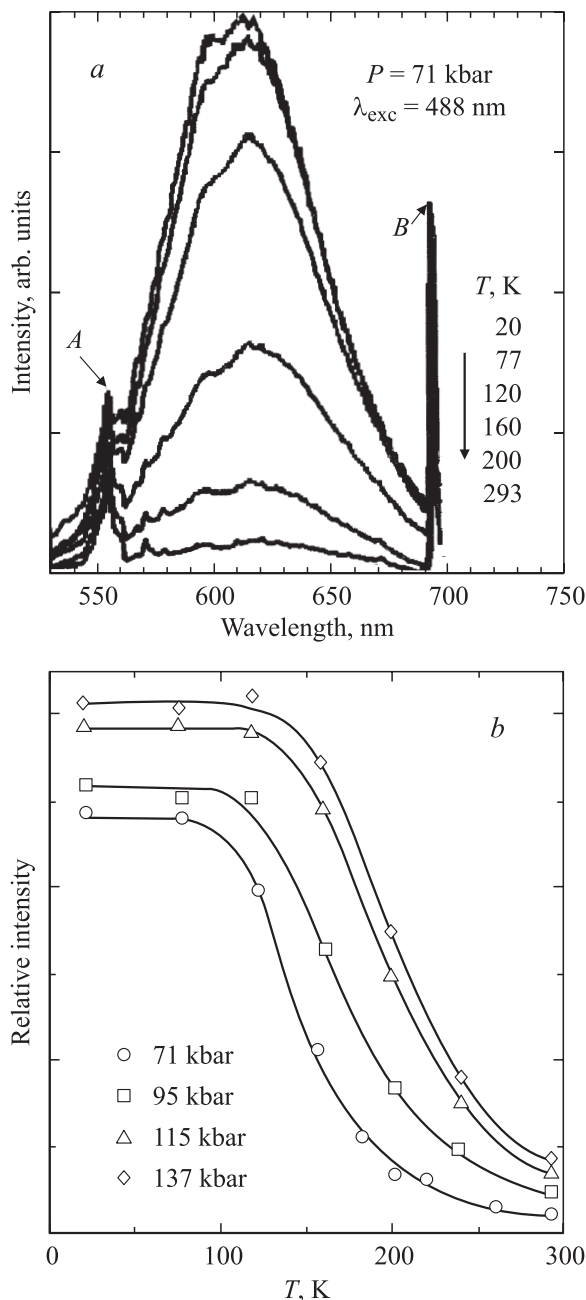 a
P = 71 kbar
λexc = 488 nm
B
T, K
20
77
120
160
200
293
A
Intensity, arb. units
550 600 650 700 750
Wavelength, nm
b
Relative intensity
71 kbar
95 kbar
115 kbar
137 kbar
0 100 200 300
T, K